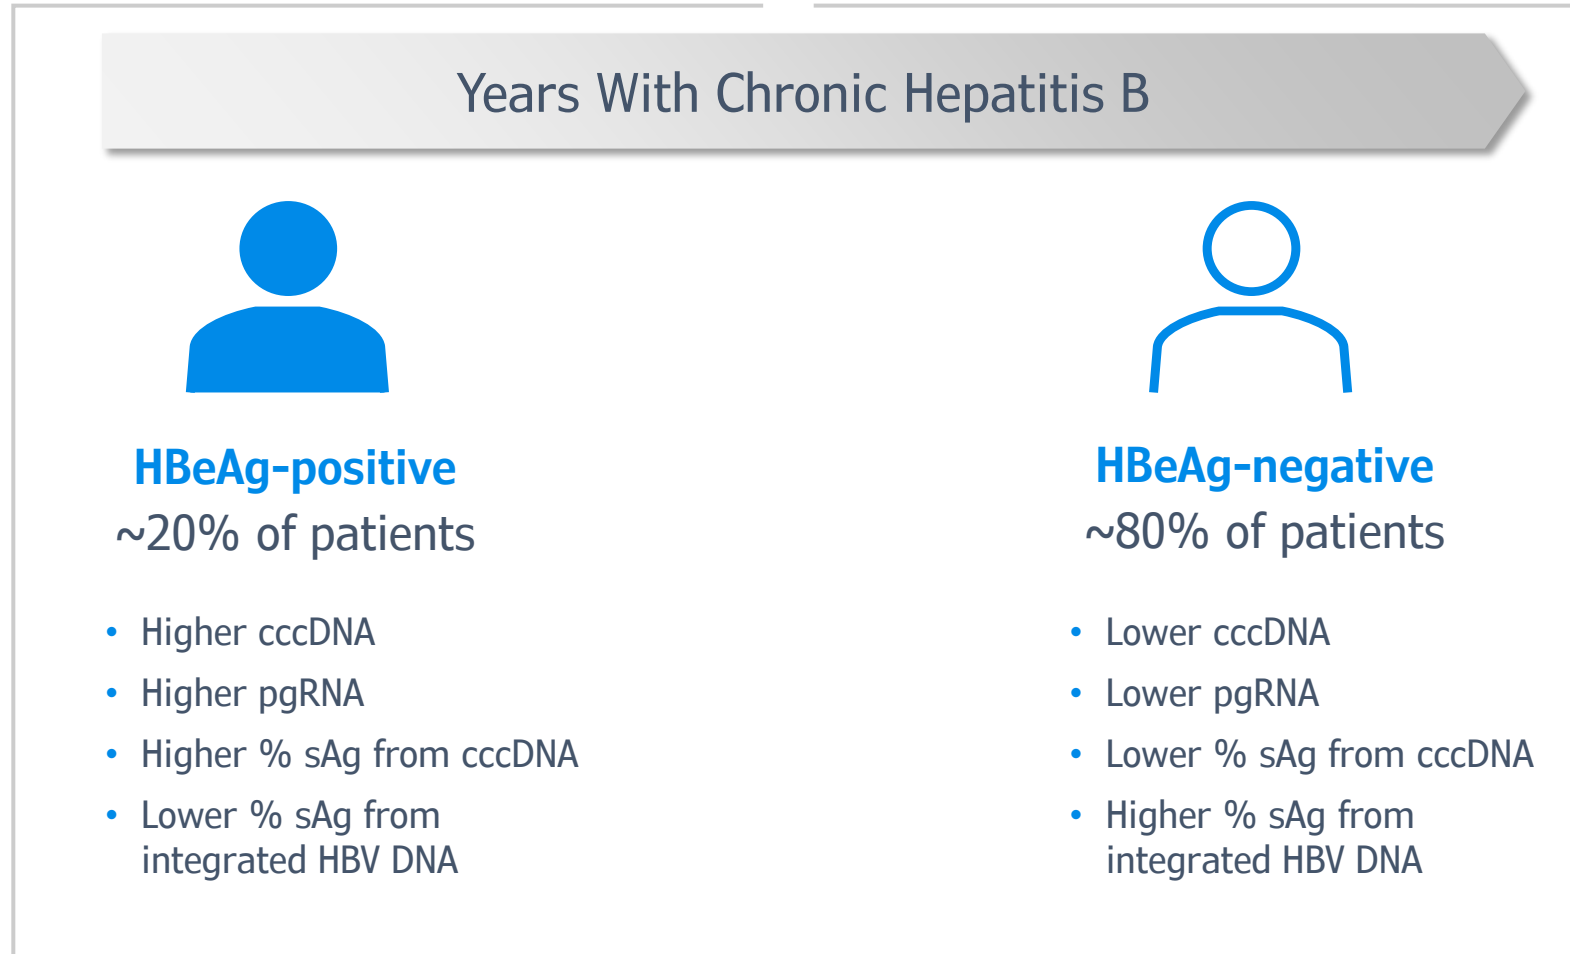 Years With Chronic Hepatitis B
HBeAg-positive
~20% of patients
• Higher cccDNA
• Higher pgRNA
• Higher % sAg from cccDNA
• Lower % sAg from
integrated HBV DNA
HBeAg-negative
~80% of patients
• Lower cccDNA
• Lower pgRNA
• Lower % sAg from cccDNA
• Higher % sAg from
integrated HBV DNA